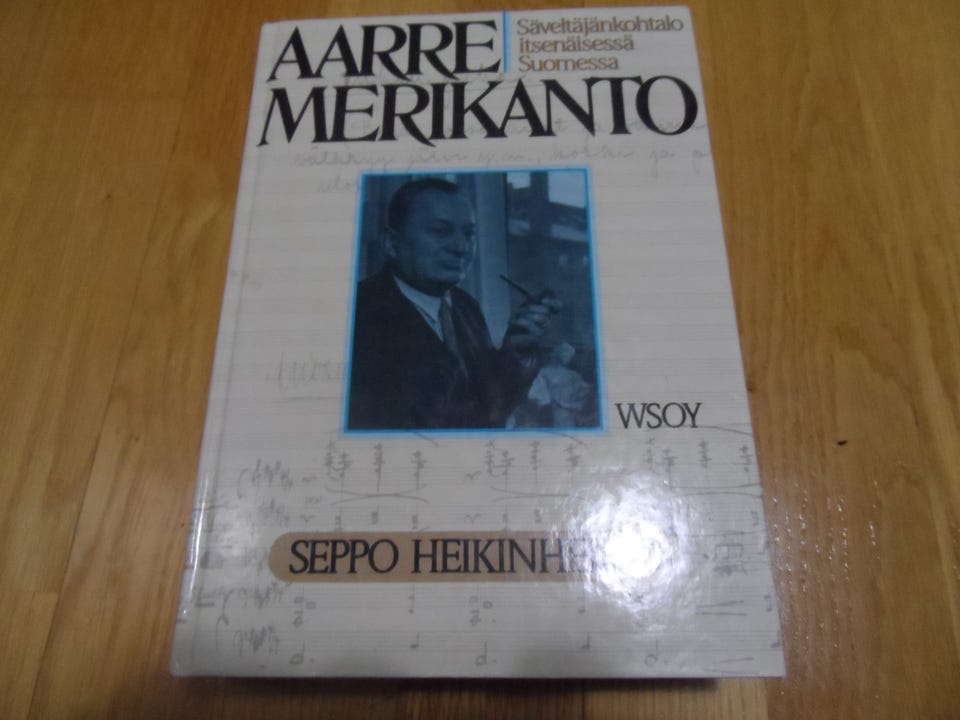 AARRE
MERIKANTO
Säveltäjänkohtalo
itsenäisessä
Suomessa
WSOY
SEPPO